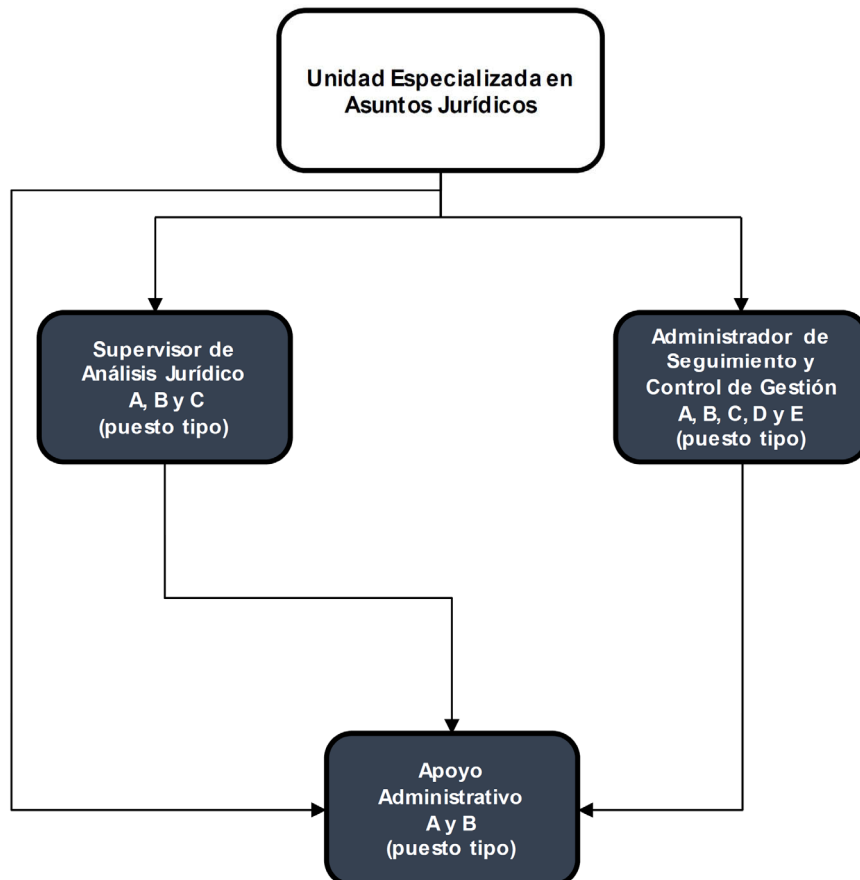 Unidad Especializada en
Asuntos Jurídicos
Supervisor de
Análisis Jurídico
A, B y C
(puesto tipo)
Administrador de
Seguimiento y
Control de Gestión
A, B, C, D y E
(puesto tipo)
Apoyo
Administrativo
A y B
(puesto tipo)